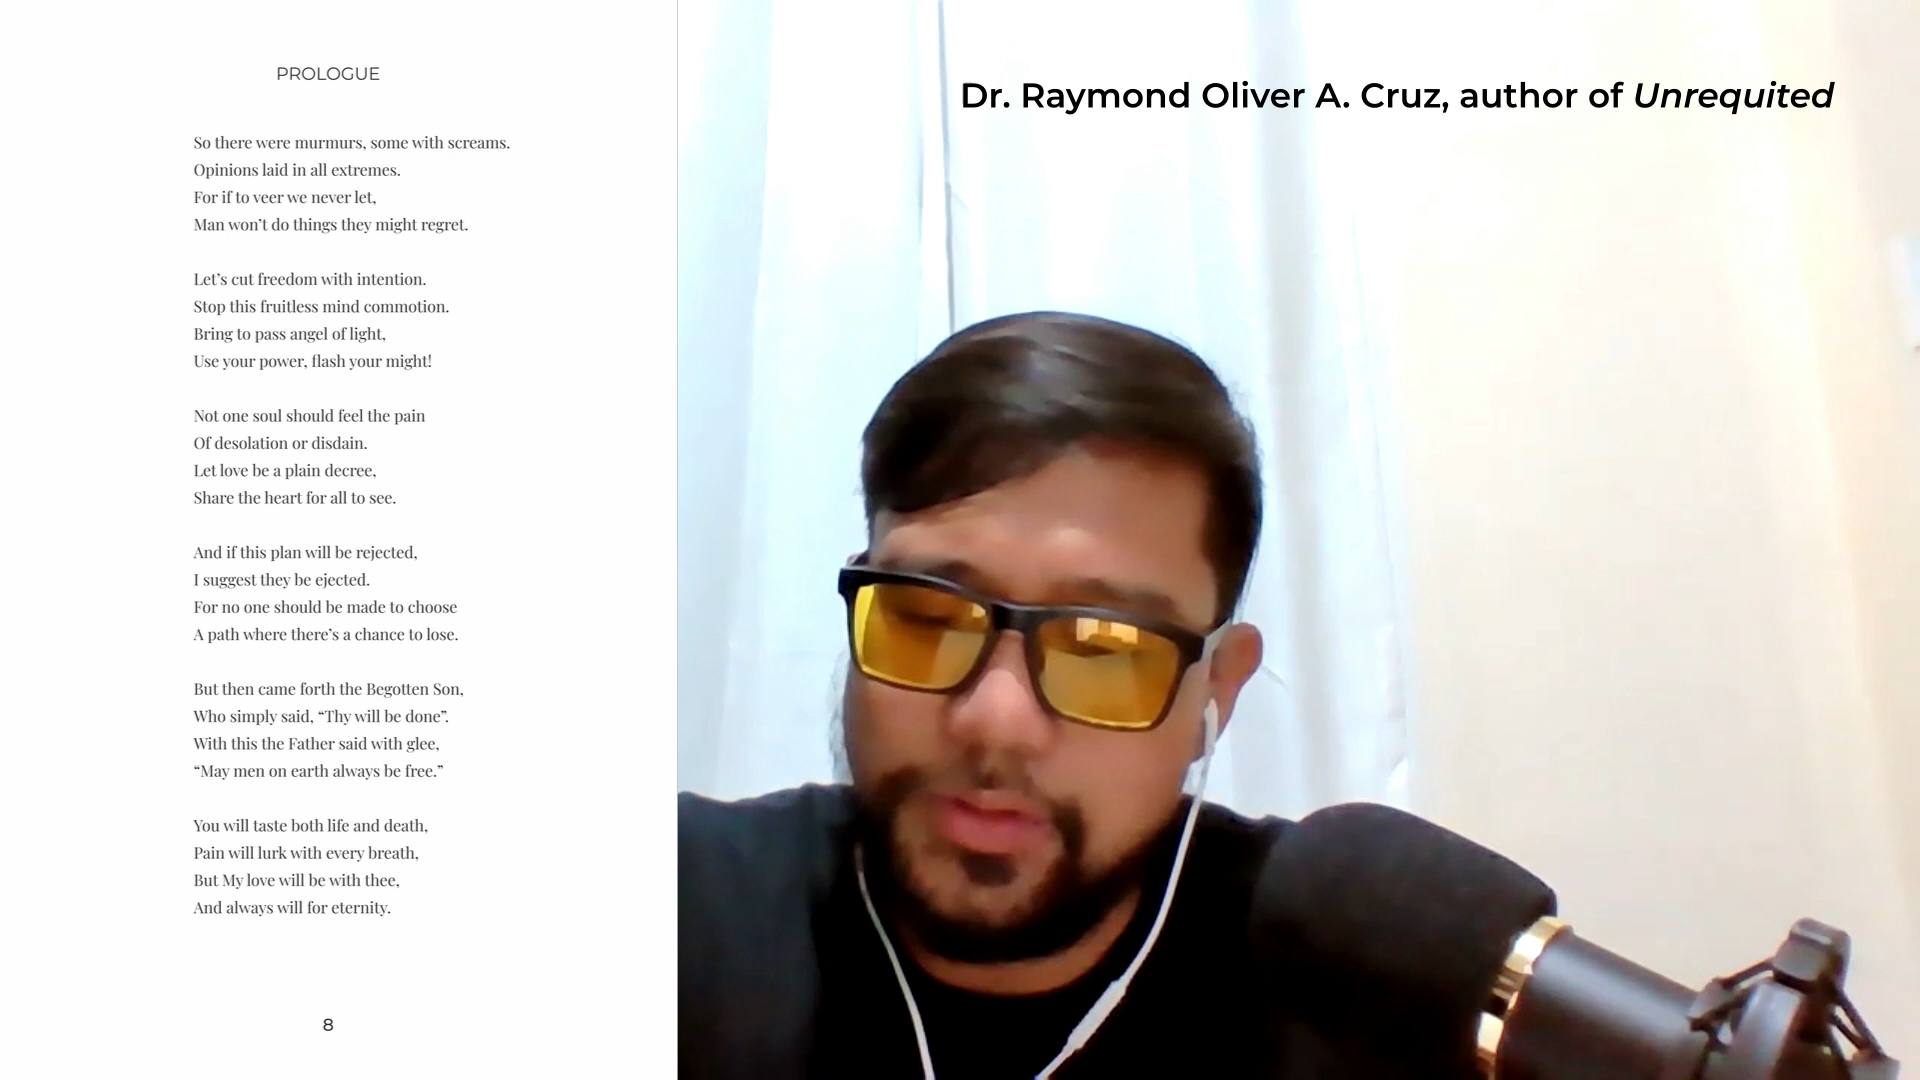 PROLOGUE
So there were murmurs, some with screams.
Opinions laid in all extremes.
For if to veer we never let,
Man won’t do things they might regret.
Let’s cut freedom with intention.
Stop this fruitless mind commotion.
Bring to pass angel of light,
Use your power, flash your might!
Not one soul should feel the pain
Of desolation or disdain.
Let love be a plain decree,
Share the heart for all to see.
And if this plan will be rejected,
I suggest they be ejected.
For no one should be made to choose
A path where there’s a chance to lose.
But then came forth the Begotten Son,
Who simply said, “Thy will be done”.
With this the Father said with glee,
“May men on earth always be free.”
You will taste both life and death,
Pain will lurk with every breath,
But My love will be with thee,
And always will for eternity.
8
Dr. Raymond Oliver A. Cruz, author of Unrequited